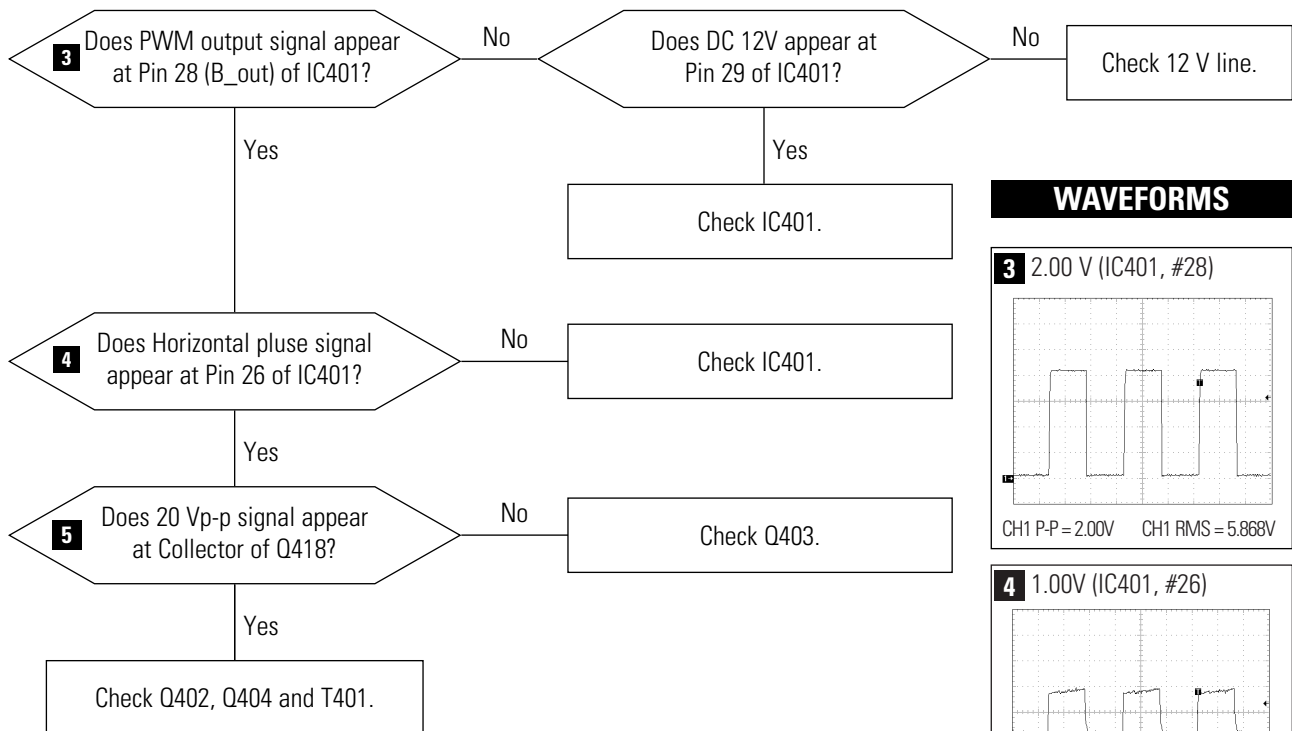 3 Does PWM output signal appear
at Pin 28 (B_out) of IC401?
No
Does DC 12V appear at
Pin 29 of IC401?
No
Check 12 V line.
Yes
Yes
Check IC401.
4 Does Horizontal pluse signal
appear at Pin 26 of IC401?
No
Check IC401.
Yes
5 Does 20 Vp-p signal appear
at Collector of Q418?
No
Check Q403.
Yes
Check Q402, Q404 and T401.
WAVEFORMS
3 2.00 V (IC401, #28)
CH1 P-P = 2.00V CH1 RMS = 5.868V
4 1.00V (IC401, #26)